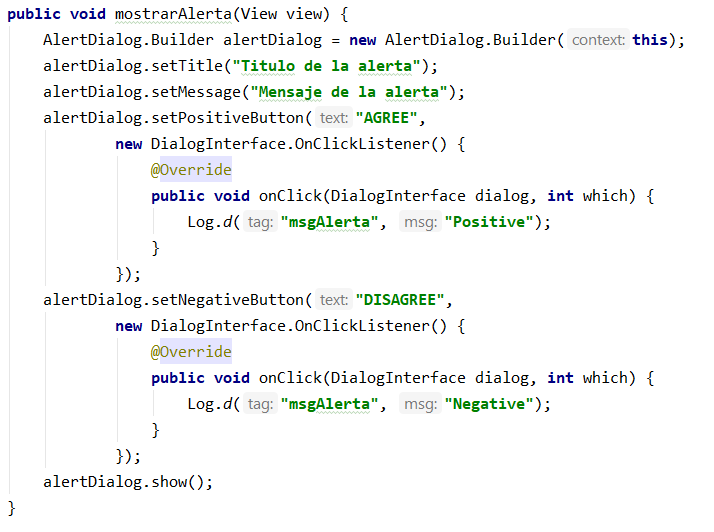 public void mostrarAlerta(View view) {
    AlertDialog.Builder alertDialog = new AlertDialog.Builder( context: this);
    alertDialog.setTitle("Titulo de la alerta");
    alertDialog.setMessage("Mensaje de la alerta");
    alertDialog.setPositiveButton( text: "AGREE",
            new DialogInterface.OnClickListener() {
                @Override
                public void onClick(DialogInterface dialog, int which) {
                    Log.d( tag: "msgAlerta",  msg: "Positive");
                }
            });
    alertDialog.setNegativeButton( text: "DISAGREE",
            new DialogInterface.OnClickListener() {
                @Override
                public void onClick(DialogInterface dialog, int which) {
                    Log.d( tag: "msgAlerta",  msg: "Negative");
                }
            });
    alertDialog.show();
}